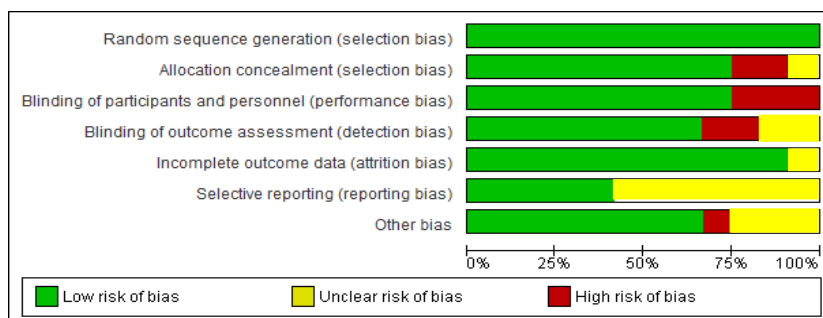 Random sequence generation (selection bias)
Allocation concealment (selection bias)
Blinding of participants and personnel (performance bias)
Blinding of outcome assessment (detection bias)
Incomplete outcome data (attrition bias)
Selective reporting (reporting bias)
Other bias
0% 25% 50% 75% 100%
Low risk of bias Unclear risk of bias High risk of bias